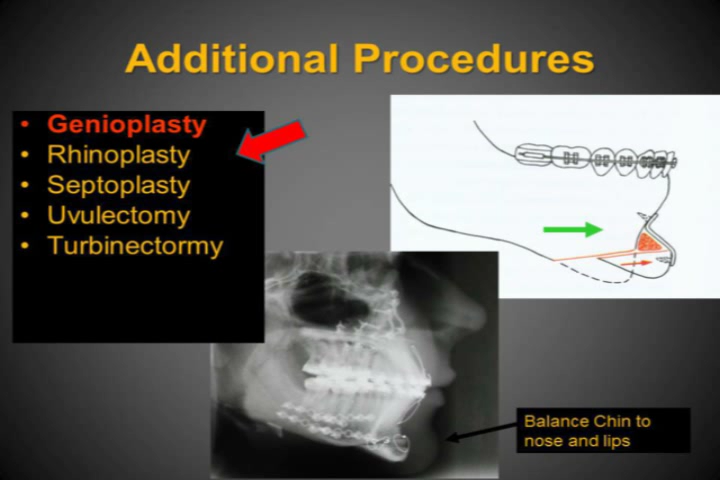 Additional Procedures
• Genioplasty
• Rhinoplasty
• Septoplasty
• Uvulectomy
• Turbinectormy
Balance Chin to
nose and lips